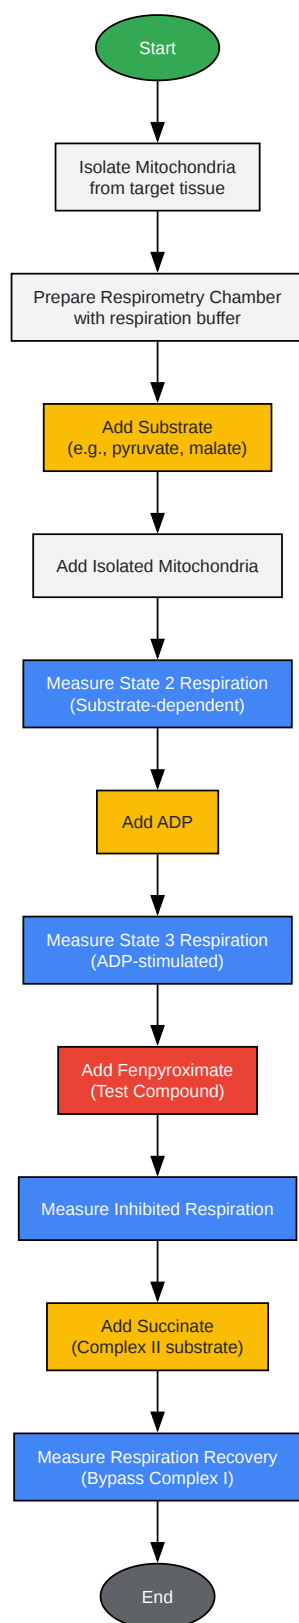 Start
Isolate Mitochondria
from target tissue
Prepare Respirometry Chamber
with respiration buffer
Add Substrate
(e.g., pyruvate, malate)
Add Isolated Mitochondria
Measure State 2 Respiration
(Substrate-dependent)
Add ADP
Measure State 3 Respiration
(ADP-stimulated)
Add Fenpyroximate
(Test Compound)
Measure Inhibited Respiration
Add Succinate
(Complex II substrate)
Measure Respiration Recovery
(Bypass Complex I)
End